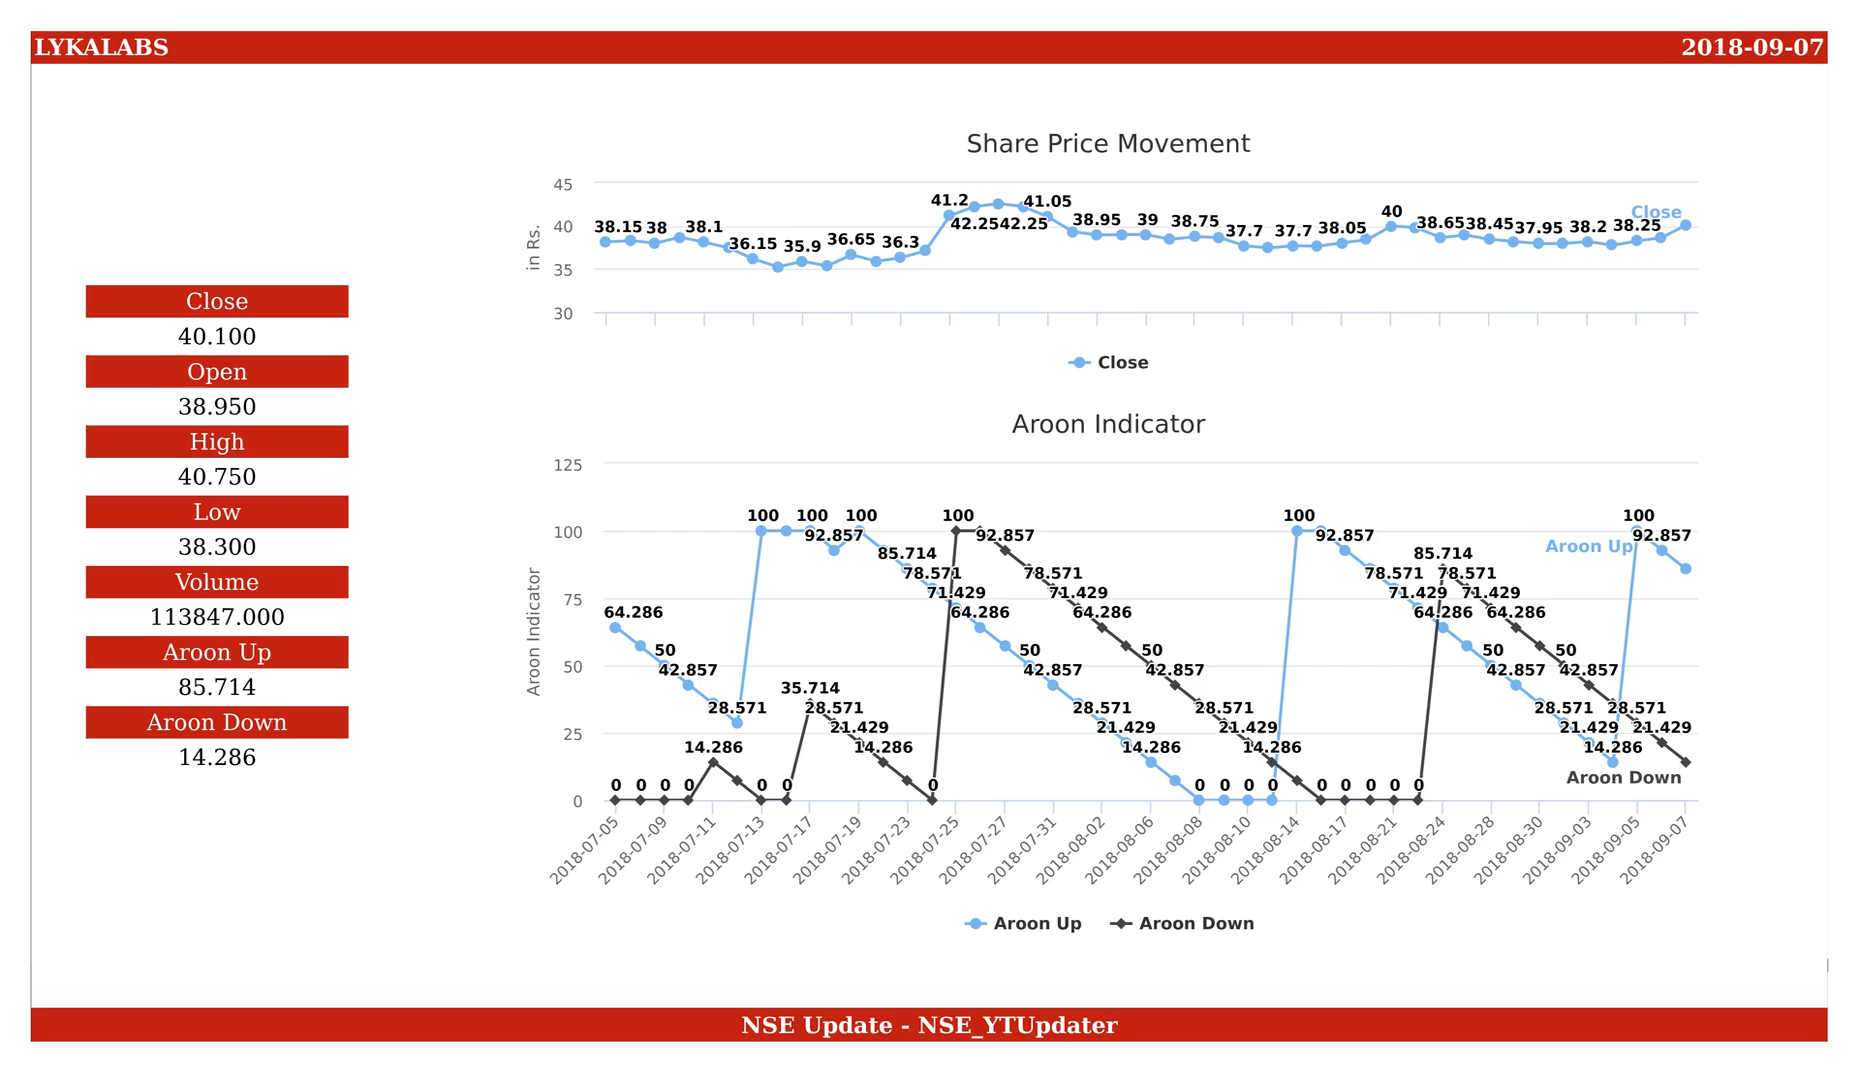 LYKALABS 2018-09-07
Share Price Movement
45
40
35
30
in Rs.
38.15 38 38.1 36.15 35.9 36.65 36.3 41.2 42.25 42.25 41.05 38.95 39 38.75 37.7 37.7 38.05 40 38.65 38.45 37.95 38.2 38.25
Close
Close
Close
40.100
Open
38.950
High
40.750
Low
38.300
Volume
113847.000
Aroon Up
85.714
Aroon Down
14.286
Aroon Indicator
125
100
75
50
25
0
Aroon Indicator
100 100 100 100 100 100
92.857 92.857 92.857 92.857
Aroon Up
85.714 85.714
78.571 78.571 78.571 78.571
71.429 71.429 71.429 71.429
64.286 64.286 64.286 64.286 64.286
50 50 50 50 50
42.857 42.857 42.857 42.857 42.857
35.714
28.571 28.571 28.571 28.571 28.571 28.571
21.429 21.429 21.429 21.429 21.429
14.286 14.286 14.286 14.286 14.286
Aroon Down
0 0 0 0 0 0 0 0 0 0 0 0 0 0 0 0
2018-07-05 2018-07-09 2018-07-11 2018-07-13 2018-07-17 2018-07-19 2018-07-23 2018-07-25 2018-07-27 2018-07-31 2018-08-02 2018-08-06 2018-08-08 2018-08-10 2018-08-14 2018-08-17 2018-08-21 2018-08-24 2018-08-28 2018-08-30 2018-09-03 2018-09-05 2018-09-07
Aroon Up Aroon Down
NSE Update - NSE_YTUpdater